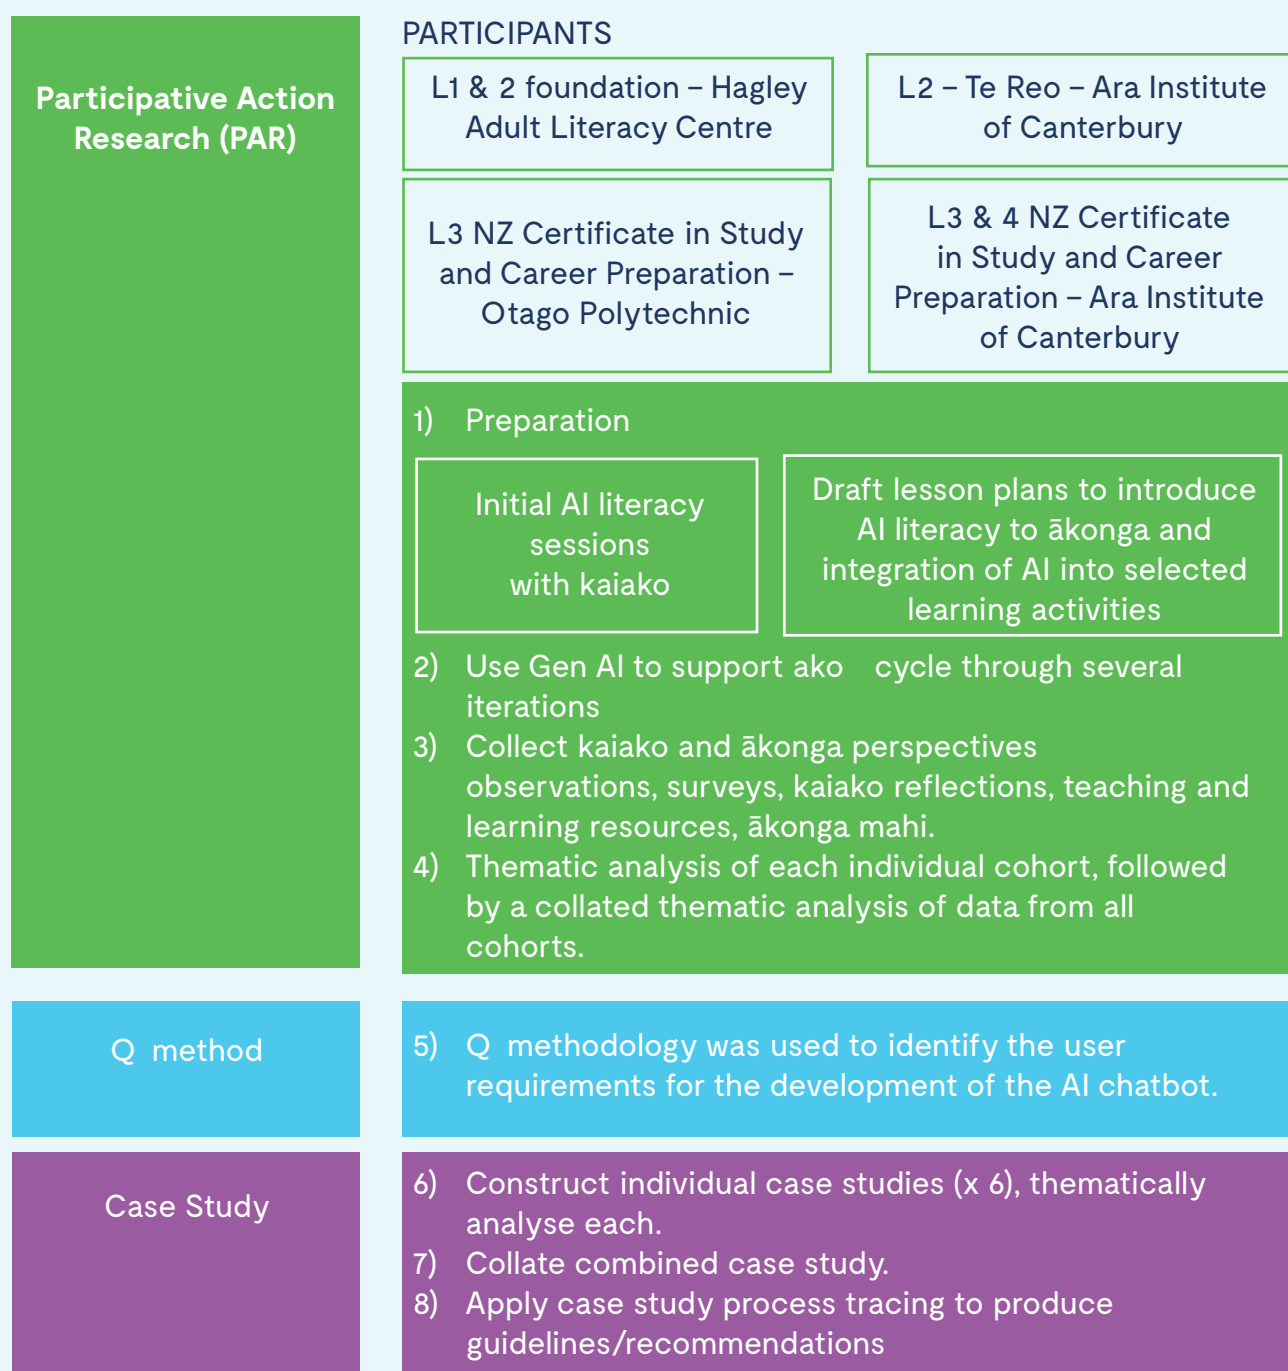 Participative Action
Research (PAR)
PARTICIPANTS
L1 & 2 foundation – Hagley
Adult Literacy Centre
L2 – Te Reo – Ara Institute
of Canterbury
L3 NZ Certificate in Study
and Career Preparation –
Otago Polytechnic
L3 & 4 NZ Certificate
in Study and Career
Preparation – Ara Institute
of Canterbury
1) Preparation
Initial AI literacy
sessions
with kaiako
Draft lesson plans to introduce
AI literacy to ākonga and
integration of AI into selected
learning activities
2) Use Gen AI to support ako cycle through several
iterations
3) Collect kaiako and ākonga perspectives
observations, surveys, kaiako reflections, teaching and
learning resources, ākonga mahi.
4) Thematic analysis of each individual cohort, followed
by a collated thematic analysis of data from all
cohorts.
Q method
5) Q methodology was used to identify the user
requirements for the development of the AI chatbot.
Case Study
6) Construct individual case studies (x 6), thematically
analyse each.
7) Collate combined case study.
8) Apply case study process tracing to produce
guidelines/recommendations